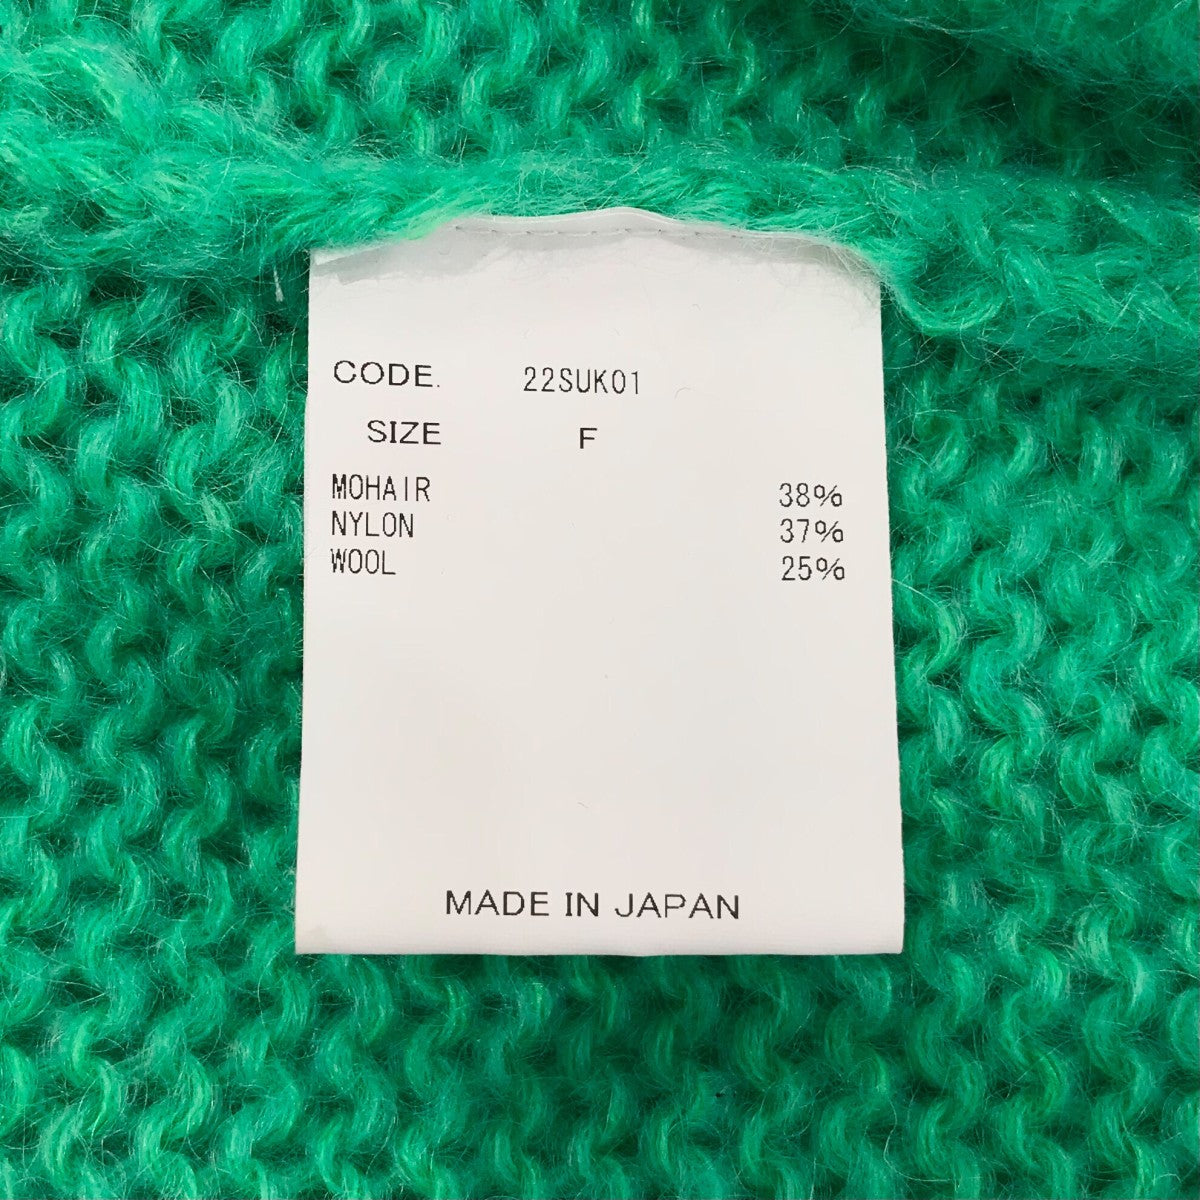 CODE. 22SUK01
SIZE F
MOHAIR 38%
NYLON 37%
WOOL 25%
MADE IN JAPAN